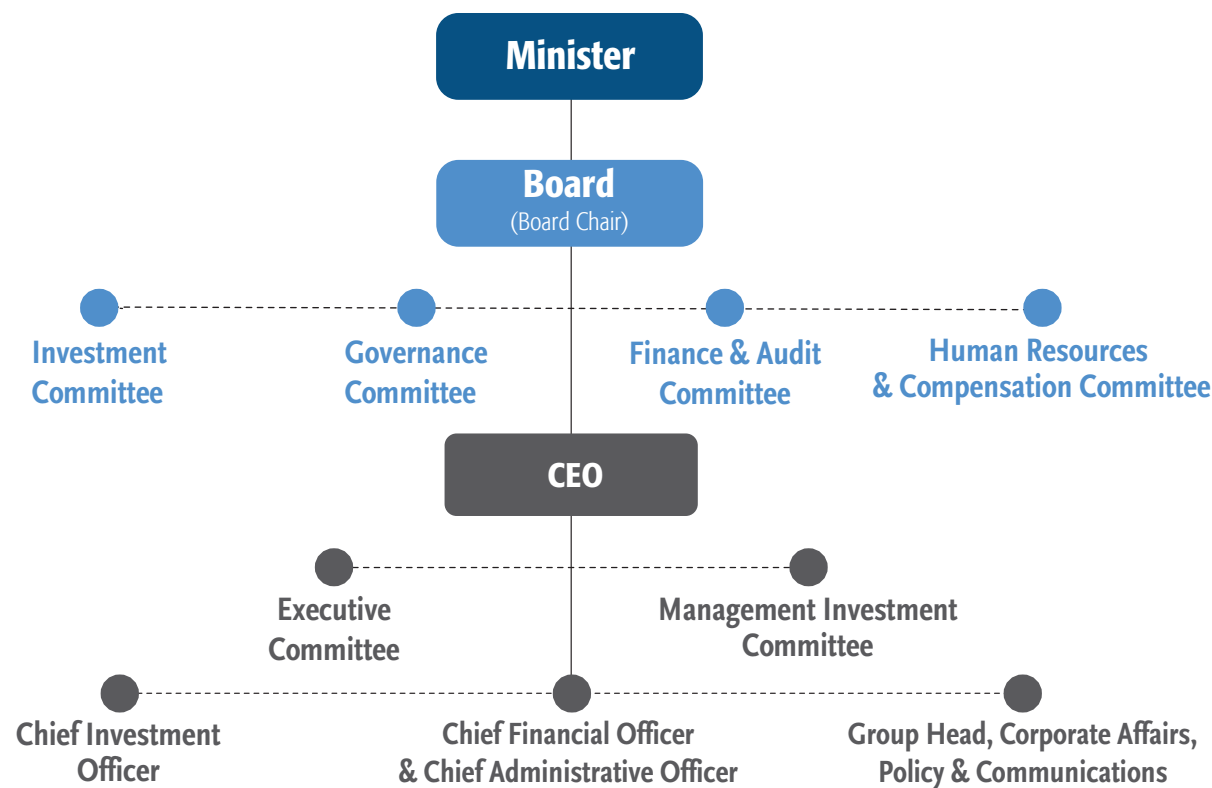 Minister
Board
(Board Chair)
Investment
Committee
Governance
Committee
Finance & Audit
Committee
Human Resources
& Compensation Committee
CEO
Executive
Committee
Management Investment
Committee
Chief Investment
Officer
Chief Financial Officer
& Chief Administrative Officer
Group Head, Corporate Affairs,
Policy & Communications